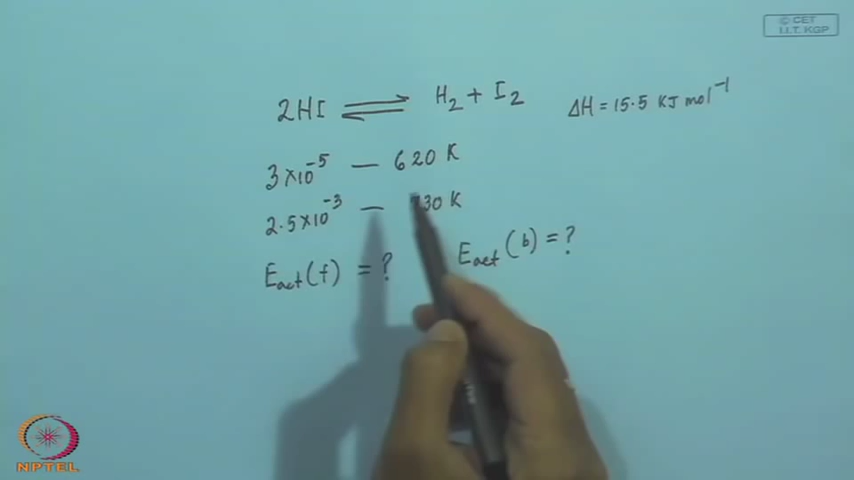 © CET
I.I.T. KGP
2HI ⇌ H₂ + I₂ ΔH = 15.5 KJ mol⁻¹
3×10⁻⁵ — 620 K
2.5×10⁻³ — 30 K
Eact(f) = ? Eact(b) = ?
NPTEL